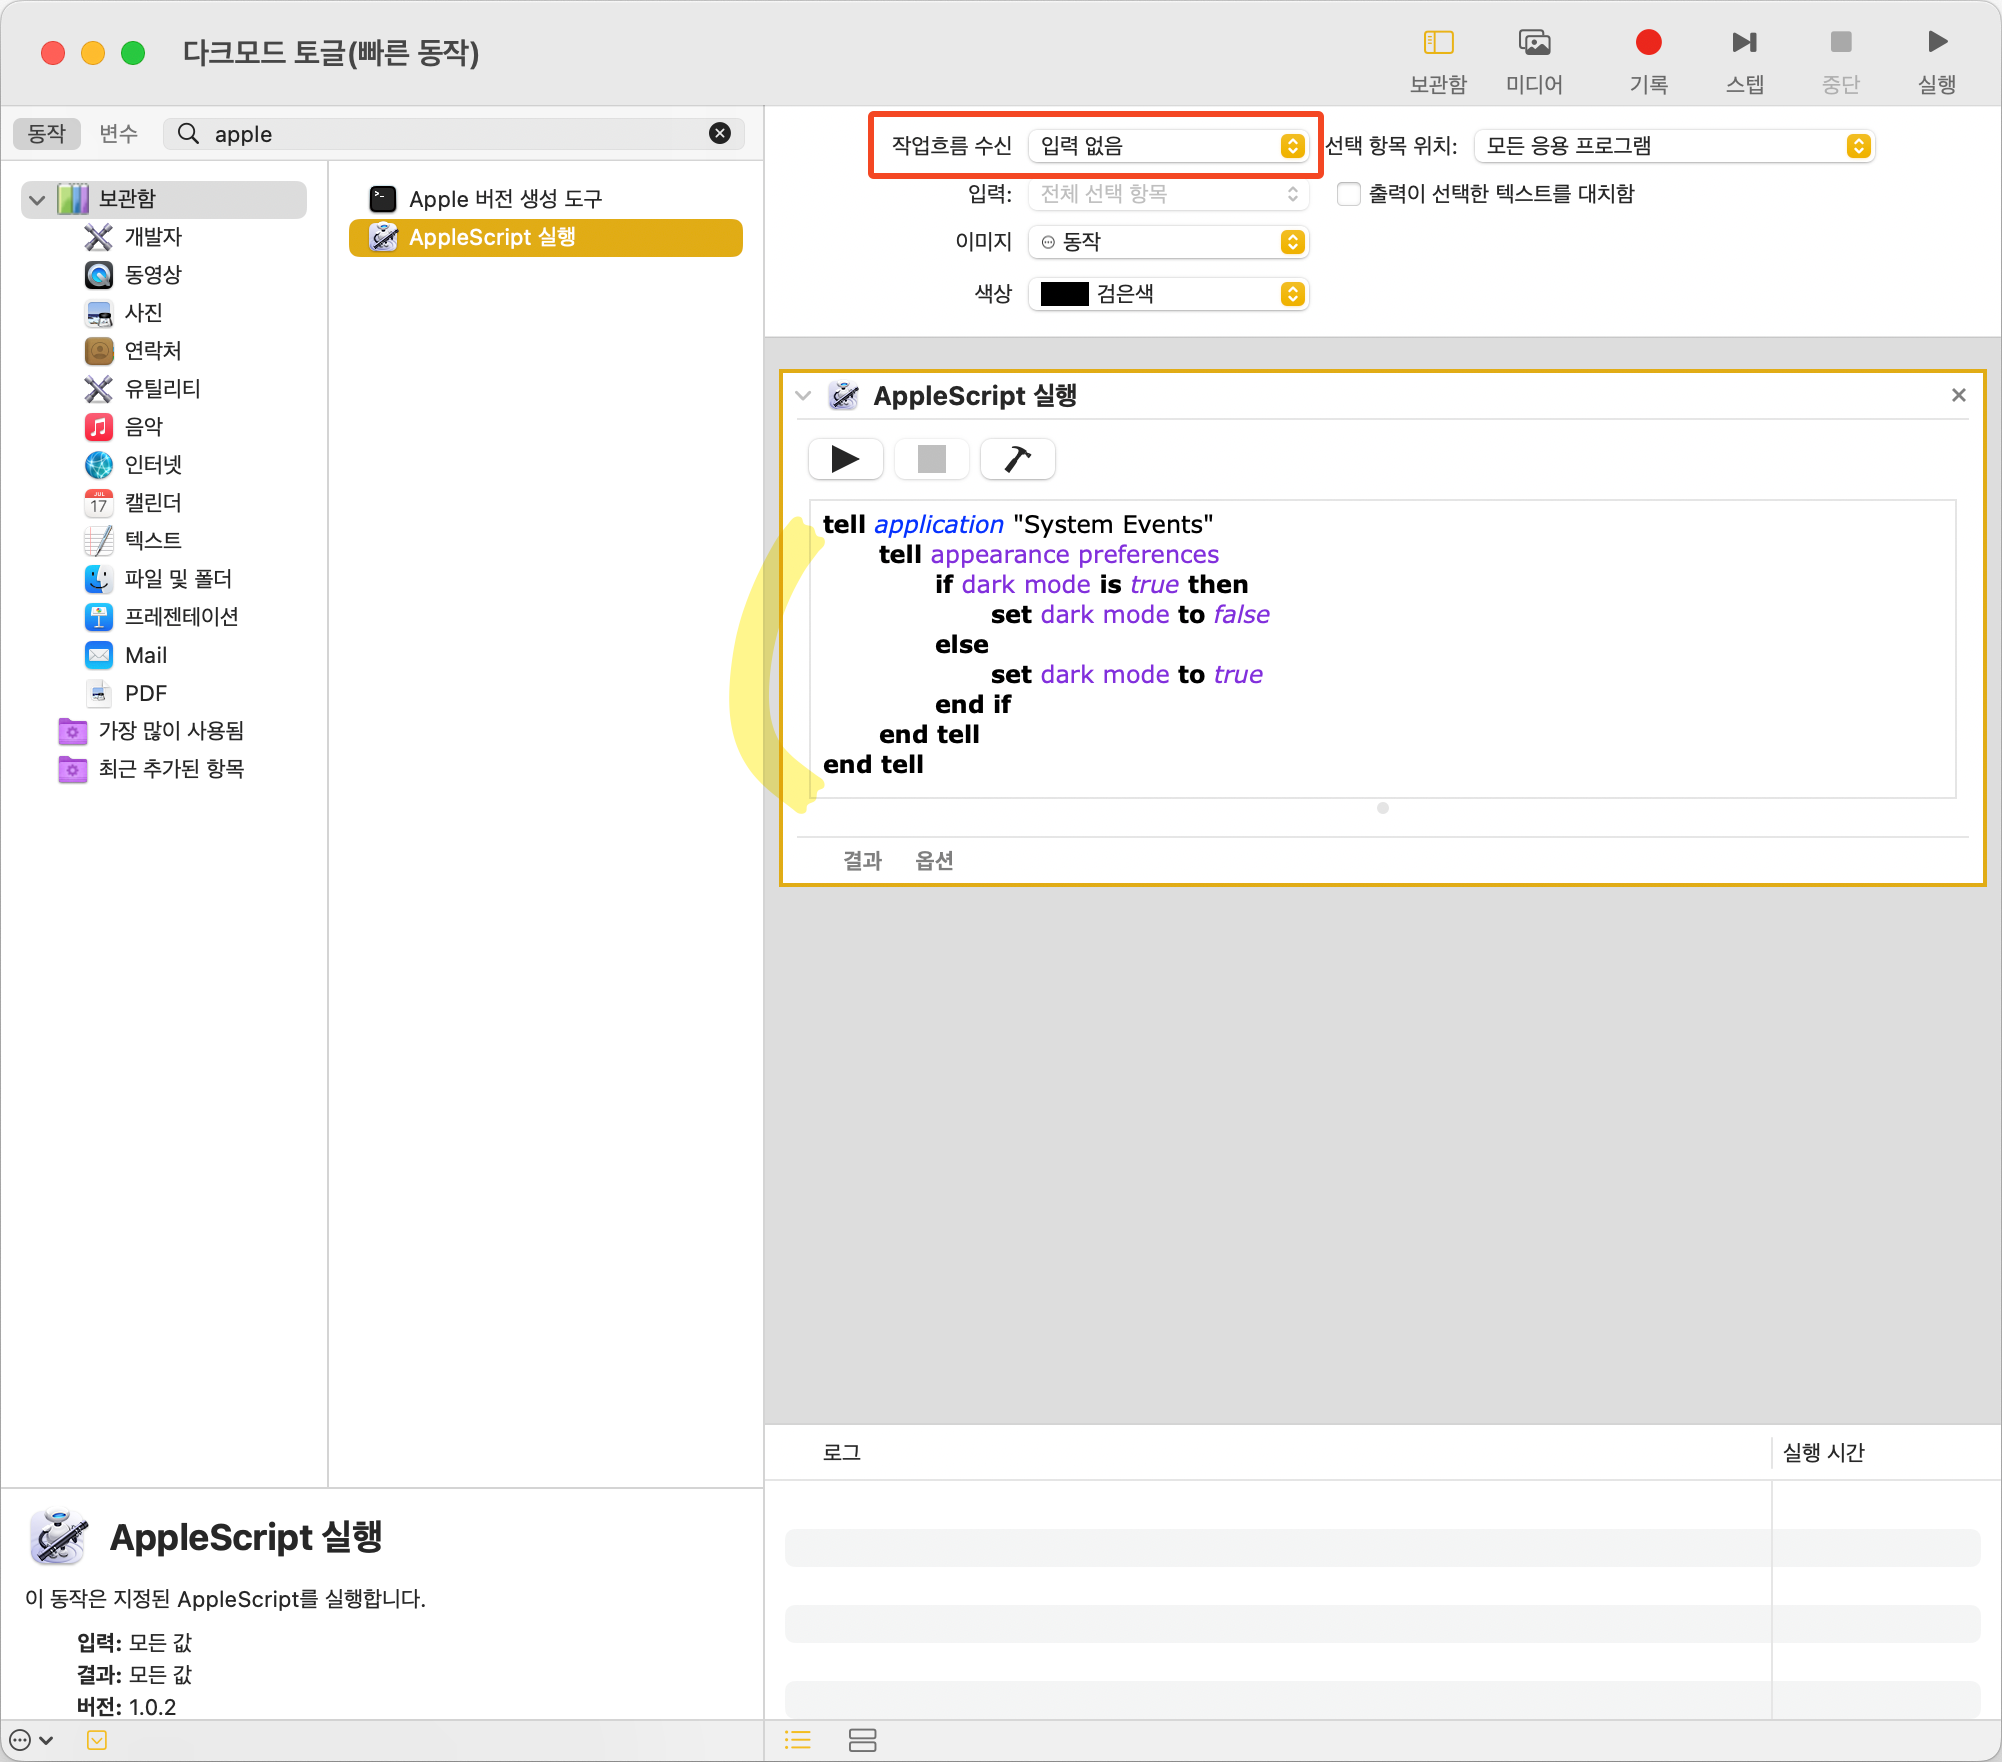 다크모드 토글(빠른 동작)
보관함
미디어
기록
스텝
중단
실행
동작
변수
apple
보관함
개발자
동영상
사진
연락처
유틸리티
음악
인터넷
JUL
17
캘린더
텍스트
파일 및 폴더
프레젠테이션
Mail
PDF
가장 많이 사용됨
최근 추가된 항목
Apple 버전 생성 도구
AppleScript 실행
작업흐름 수신 입력 없음 선택 항목 위치: 모든 응용 프로그램
입력: 전체 선택 항목 출력이 선택한 텍스트를 대치함
이미지 동작
색상 검은색
AppleScript 실행
tell application "System Events"
tell appearance preferences
if dark mode is true then
set dark mode to false
else
set dark mode to true
end if
end tell
end tell
결과 옵션
로그 실행 시간
AppleScript 실행
이 동작은 지정된 AppleScript를 실행합니다.
입력: 모든 값
결과: 모든 값
버전: 1.0.2